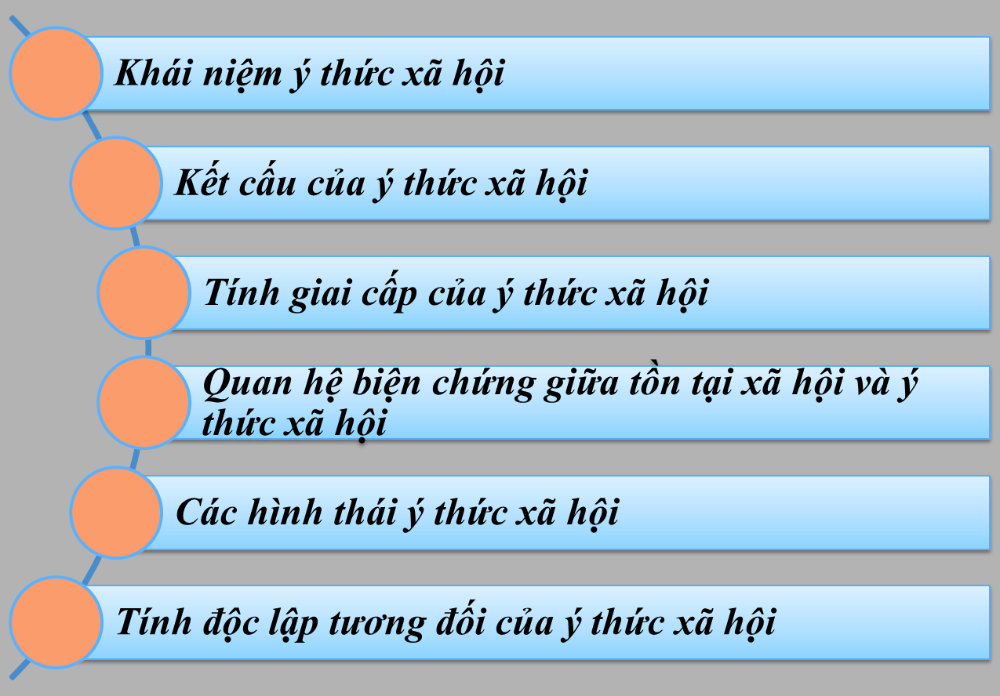 Khái niệm ý thức xã hội
Kết cấu của ý thức xã hội
Tính giai cấp của ý thức xã hội
Quan hệ biện chứng giữa tồn tại xã hội và ý
thức xã hội
Các hình thái ý thức xã hội
Tính độc lập tương đối của ý thức xã hội